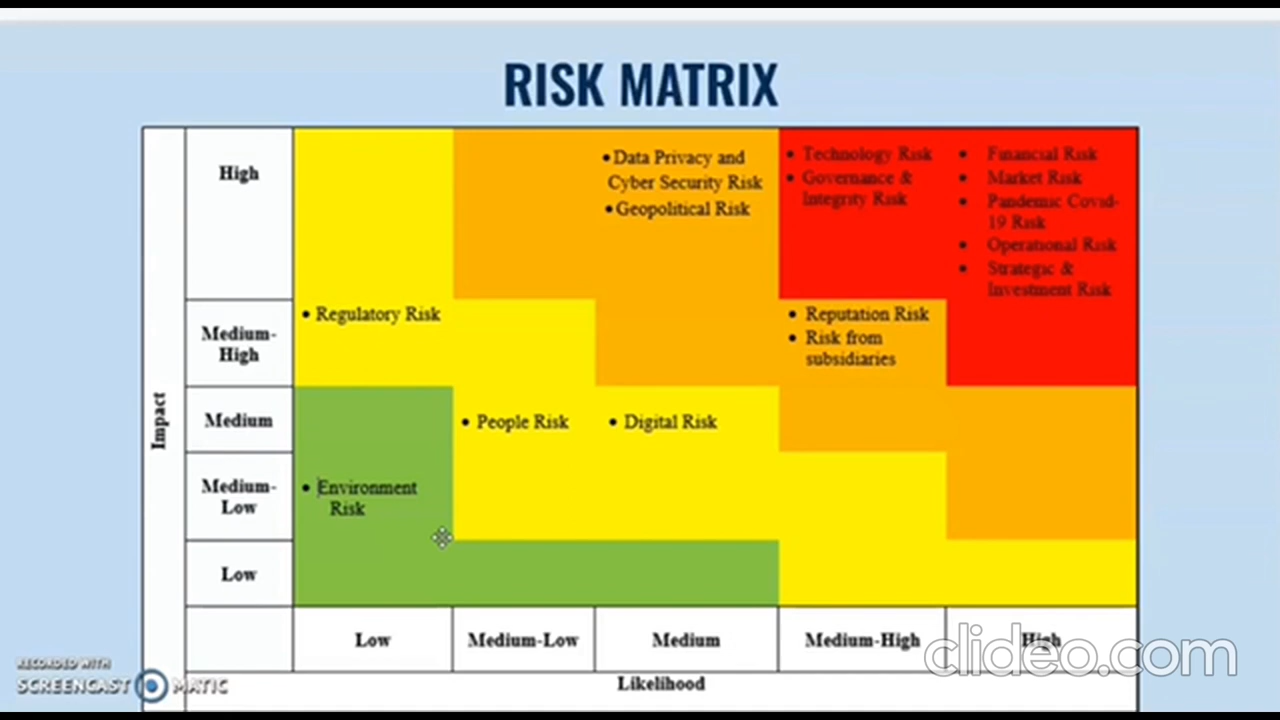 RISK MATRIX
Impact
High
• Data Privacy and
Cyber Security Risk
• Geopolitical Risk
• Technology Risk
• Governance &
Integrity Risk
• Financial Risk
• Market Risk
• Pandemic Covid-
19 Risk
• Operational Risk
• Strategic &
Investment Risk
Medium-
High
• Regulatory Risk
• Reputation Risk
• Risk from
subsidiaries
Medium
• People Risk
• Digital Risk
Medium-
Low
• Environment
Risk
Low
Low
Medium-Low
Medium
Medium-High
High
Likelihood
RECORDED WITH
SCREENCAST MATIC
clideo.com